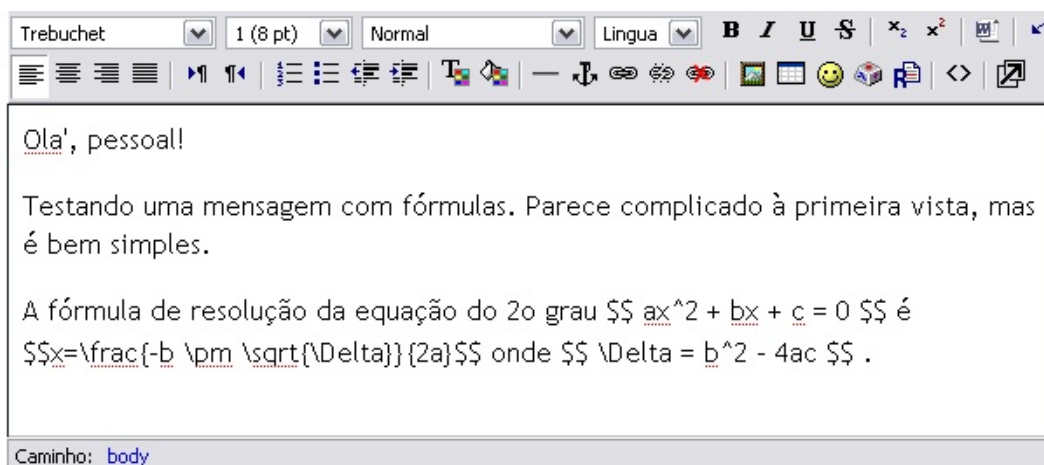 Trebuchet 1 (8 pt) Normal Lingua B I U S x₂ x²
Ola', pessoal!
Testando uma mensagem com fórmulas. Parece complicado à primeira vista, mas
é bem simples.
A fórmula de resolução da equação do 2o grau $$ ax^2 + bx + c = 0 $$ é
$$x=\frac{-b \pm \sqrt{\Delta}}{2a}$$ onde $$ \Delta = b^2 - 4ac $$ .
Caminho: body